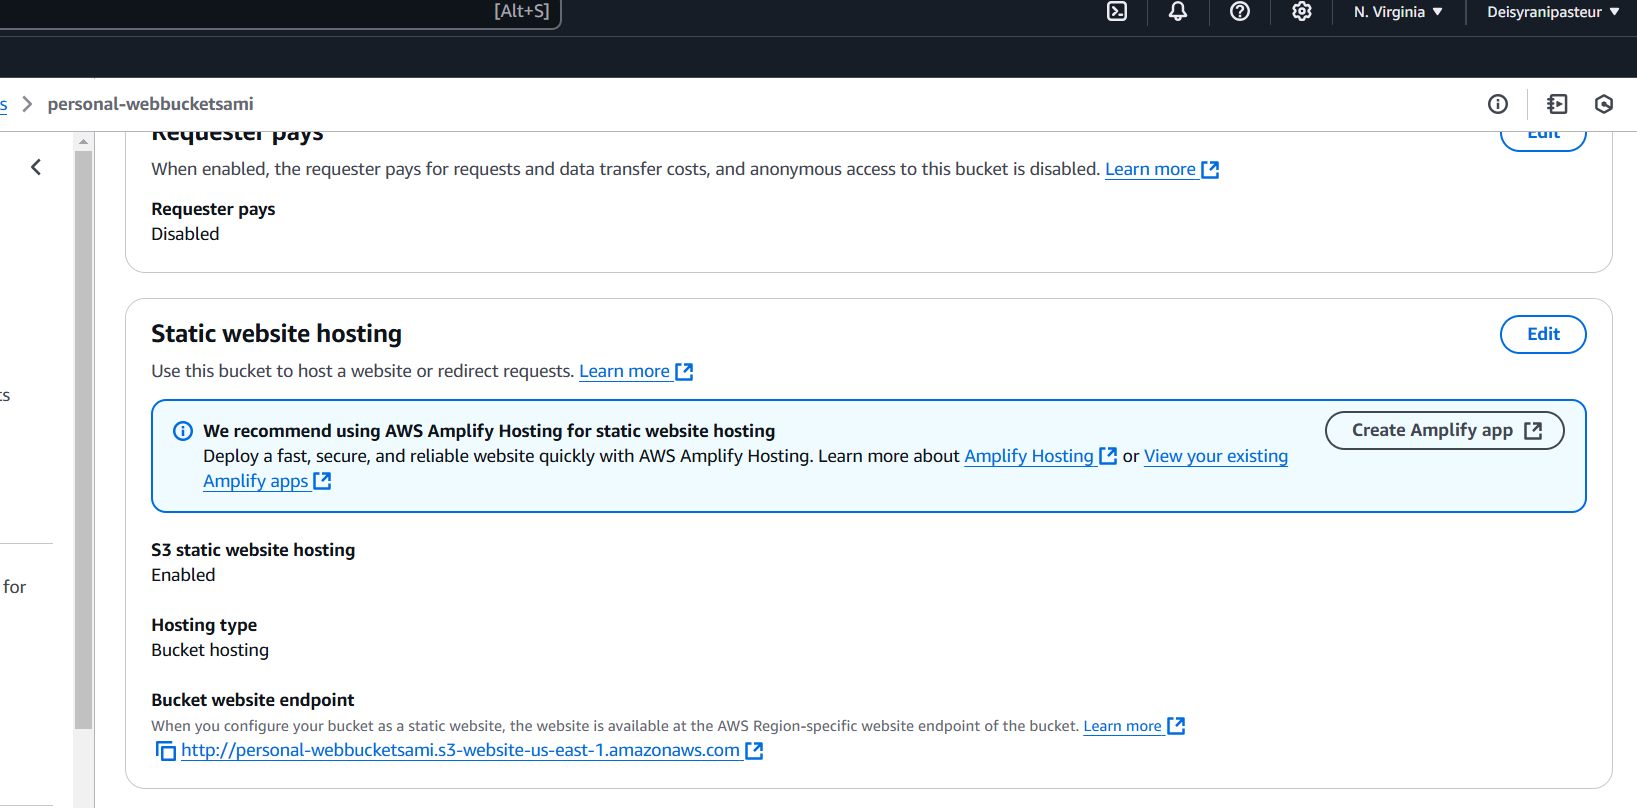 [Alt+S]
N. Virginia
Deisyranipasteur
s
personal-webbucketsami
Requester pays
Edit
When enabled, the requester pays for requests and data transfer costs, and anonymous access to this bucket is disabled. Learn more
Requester pays
Disabled
Static website hosting
Edit
Use this bucket to host a website or redirect requests. Learn more
ts
We recommend using AWS Amplify Hosting for static website hosting
Create Amplify app
Deploy a fast, secure, and reliable website quickly with AWS Amplify Hosting. Learn more about Amplify Hosting or View your existing
Amplify apps
S3 static website hosting
Enabled
for
Hosting type
Bucket hosting
Bucket website endpoint
When you configure your bucket as a static website, the website is available at the AWS Region-specific website endpoint of the bucket. Learn more
http://personal-webbucketsami.s3-website-us-east-1.amazonaws.com